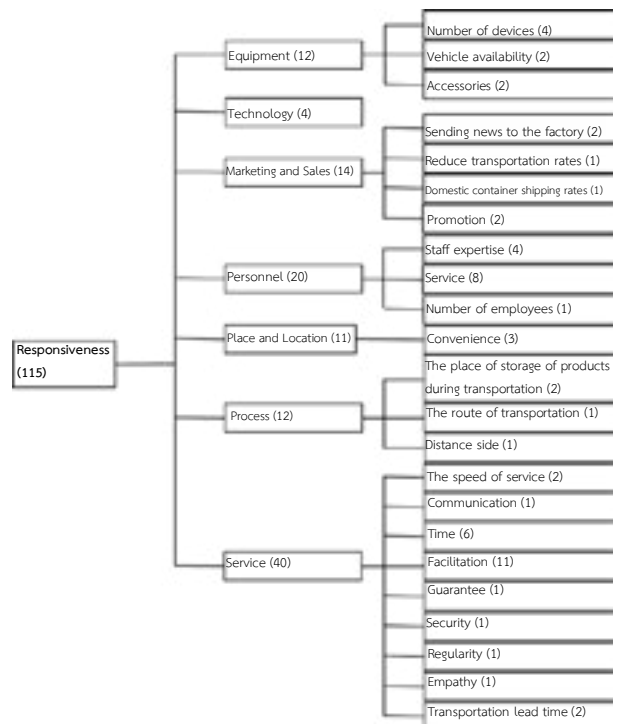 Responsiveness
(115)
Equipment (12)
Number of devices (4)
Vehicle availability (2)
Accessories (2)
Technology (4)
Marketing and Sales (14)
Sending news to the factory (2)
Reduce transportation rates (1)
Domestic container shipping rates (1)
Promotion (2)
Personnel (20)
Staff expertise (4)
Service (8)
Number of employees (1)
Place and Location (11)
Convenience (3)
Process (12)
The place of storage of products
during transportation (2)
The route of transportation (1)
Distance side (1)
Service (40)
The speed of service (2)
Communication (1)
Time (6)
Facilitation (11)
Guarantee (1)
Security (1)
Regularity (1)
Empathy (1)
Transportation lead time (2)